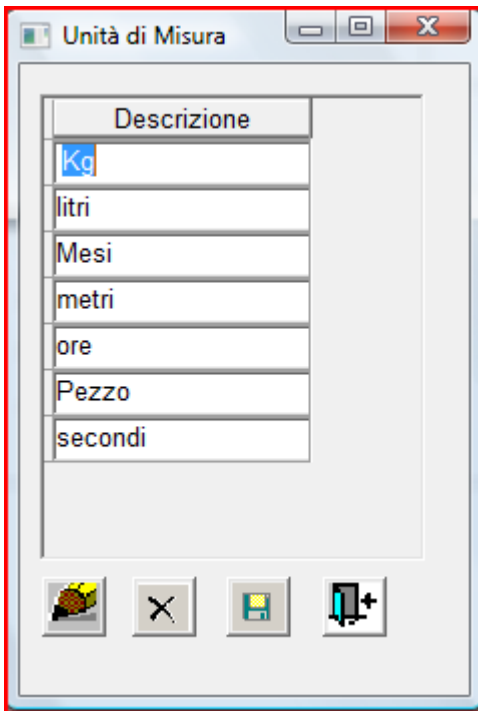 Unità di Misura
Descrizione
Kg
litri
Mesi
metri
ore
Pezzo
secondi